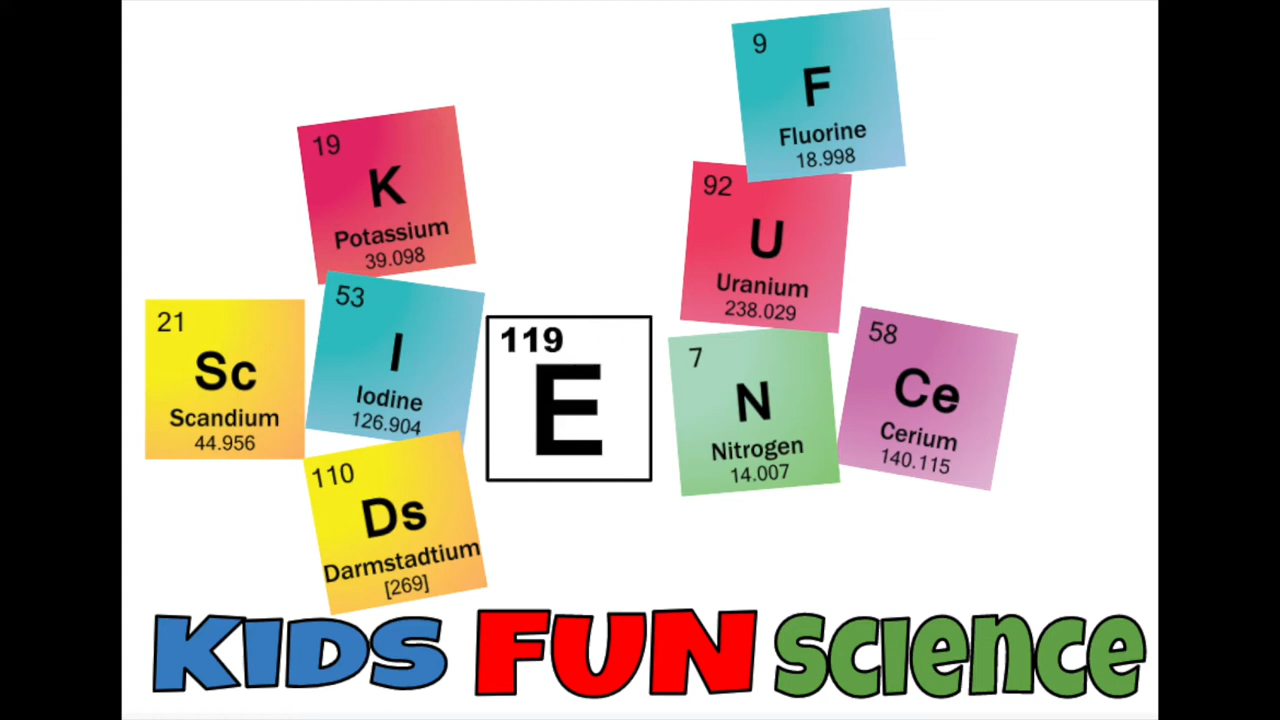 9
F
Fluorine
18.998
19
K
Potassium
39.098
92
U
Uranium
238.029
21
Sc
Scandium
44.956
53
I
Iodine
126.904
119
E
7
N
Nitrogen
14.007
58
Ce
Cerium
140.115
110
Ds
Darmstadtium
[269]
KIDS FUN SCIENCE